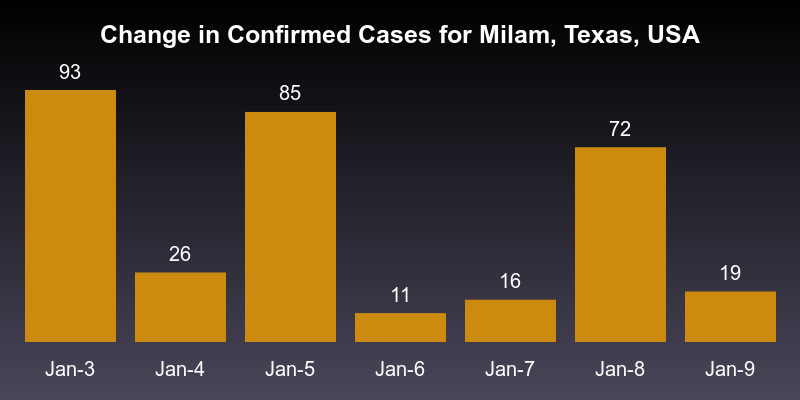 Change in Confirmed Cases for Milam, Texas, USA
93
26
85
11
16
72
19
Jan-3
Jan-4
Jan-5
Jan-6
Jan-7
Jan-8
Jan-9